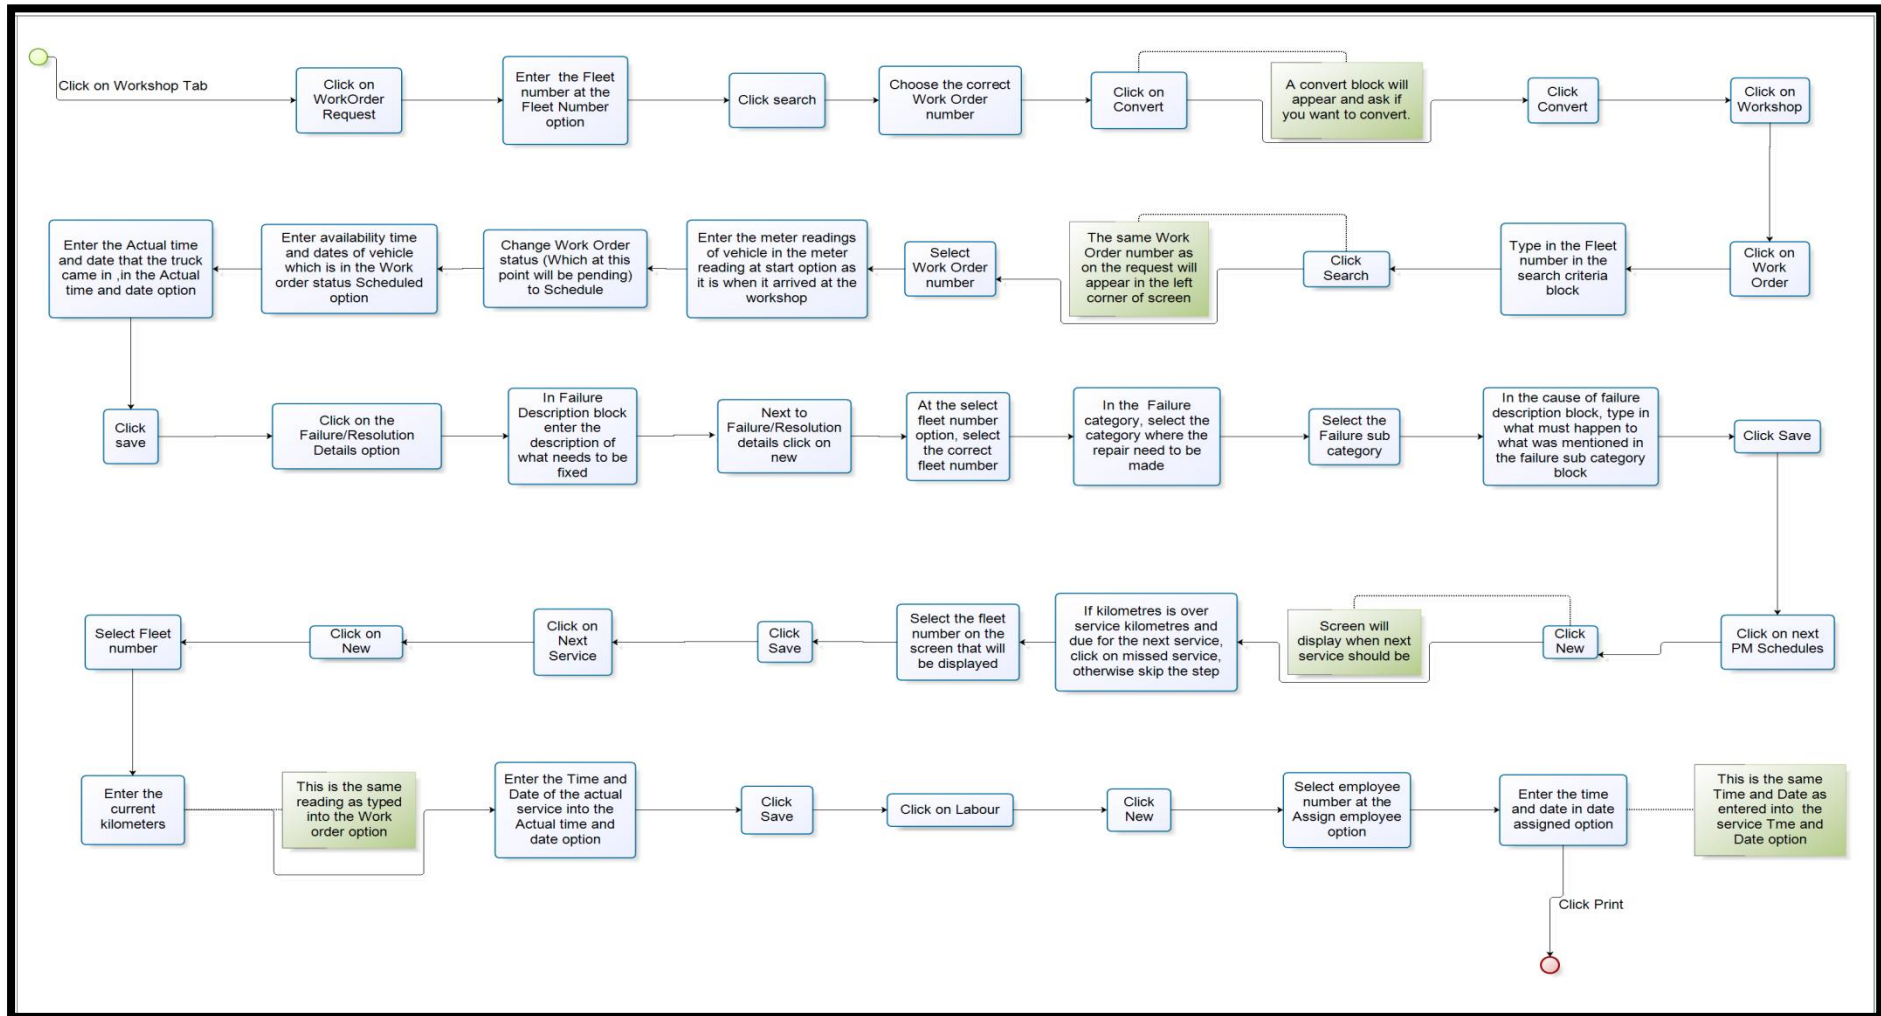 Click on Workshop Tab
Click on
WorkOrder
Request
Enter the Fleet
number at the
Fleet Number
option
Click search
Choose the correct
Work Order
number
Click on
Convert
A convert block will
appear and ask if
you want to convert.
Click
Convert
Click on
Workshop
Click on
Work
Order
Type in the Fleet
number in the
search criteria
block
Click
Search
The same Work
Order number as
on the request will
appear in the left
corner of screen
Select
Work Order
number
Enter the meter readings
of vehicle in the meter
reading at start option as
it is when it arrived at the
workshop
Change Work Order
status (Which at this
point will be pending)
to Schedule
Enter availability time
and dates of vehicle
which is in the Work
order status Scheduled
option
Enter the Actual time
and date that the truck
came in ,in the Actual
time and date option
Click
save
Click on the
Failure/Resolution
Details option
In Failure
Description block
enter the
description of
what needs to be
fixed
Next to
Failure/Resolution
details click on
new
At the select
fleet number
option, select
the correct
fleet number
In the Failure
category, select the
category where the
repair need to be
made
Select the
Failure sub
category
In the cause of failure
description block, type in
what must happen to
what was mentioned in
the failure sub category
block
Click Save
Click on next
PM Schedules
Click
New
Screen will
display when next
service should be
If kilometres is over
service kilometres and
due for the next service,
click on missed service,
otherwise skip the step
Select the fleet
number on the
screen that will
be displayed
Click
Save
Click on
Next
Service
Click on
New
Select Fleet
number
Enter the
current
kilometers
This is the same
reading as typed
into the Work
order option
Enter the Time and
Date of the actual
service into the
Actual time and
date option
Click
Save
Click on Labour
Click
New
Select employee
number at the
Assign employee
option
Enter the time
and date in date
assigned option
This is the same
Time and Date as
entered into the
service Tme and
Date option
Click Print